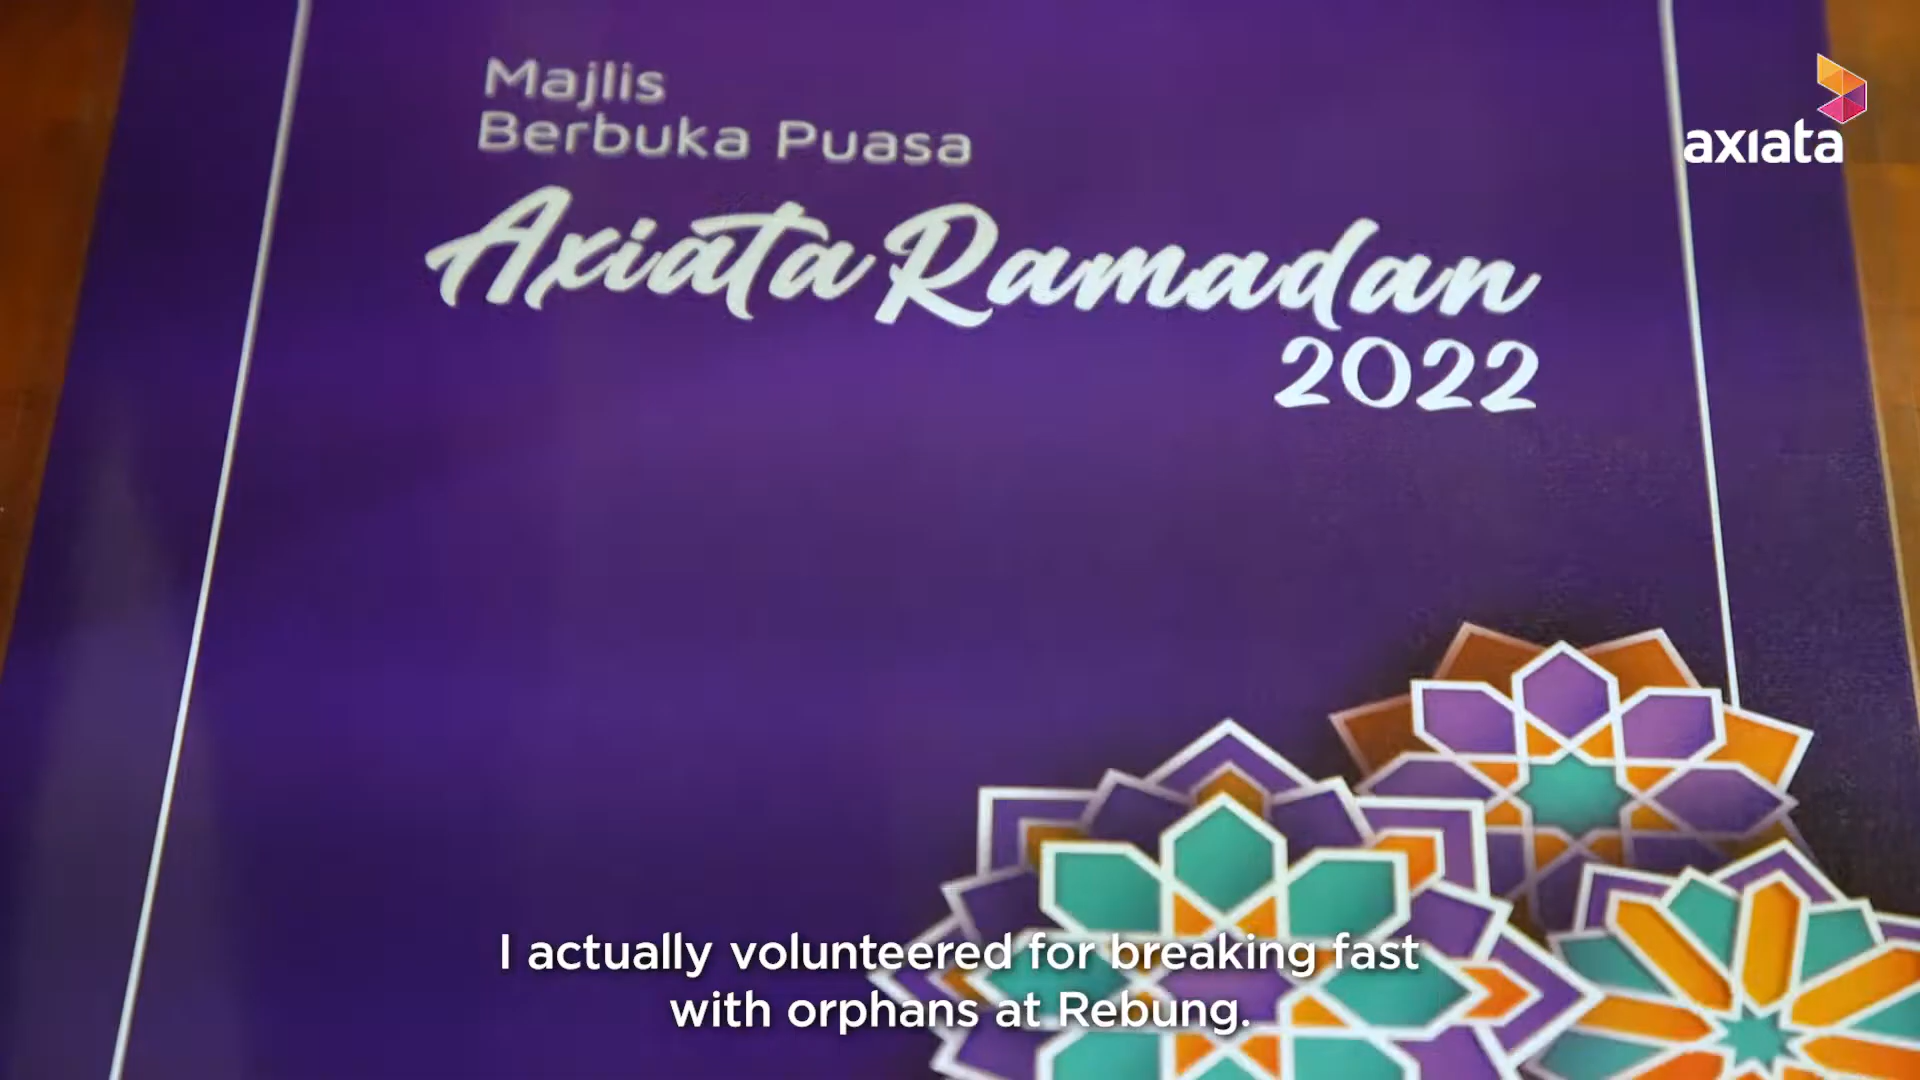 Majlis
Berbuka Puasa
Axiata Ramadan
2022
axiata
I actually volunteered for breaking fast
with orphans at Rebung.